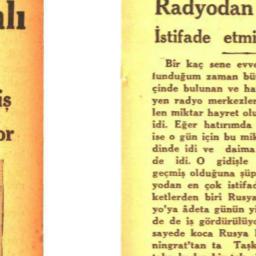 alı
iş
or
Radyodan
İstifade etmi
Bir kaç sene evve
funduğum zaman bü
çinde bulunan ve ha
yen radyo merkezler
len miktar hayret olu
idi. Eğer hatırımda
ise o gün için bu mik
dinde idi ve daima
de idi. O gidişle
geçmiş olduğuna şüp
yodan en çok istifad
ketlerden biri Rusya
yo'ya âdeta günün yi
de de iş gördürülüyo
sayede koca Rusya
ningrat'tan ta Taşk